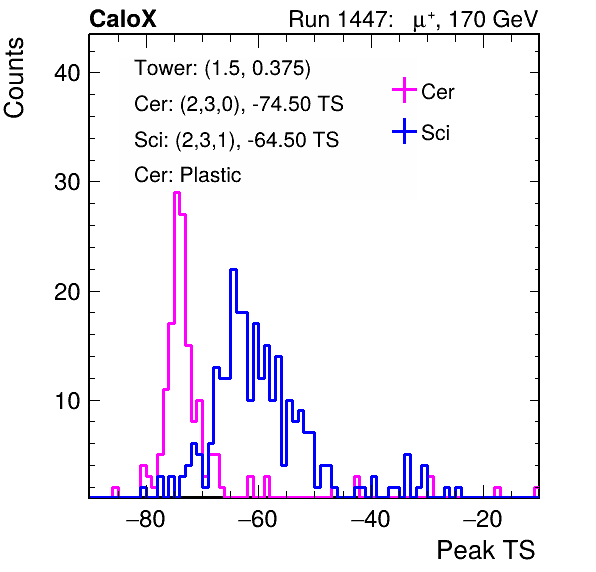 CaloX Run 1447: μ⁺, 170 GeV
Counts
Tower: (1.5, 0.375)
Cer: (2,3,0), -74.50 TS
Sci: (2,3,1), -64.50 TS
Cer: Plastic
Cer
Sci
40
30
20
10
−80 −60 −40 −20
Peak TS